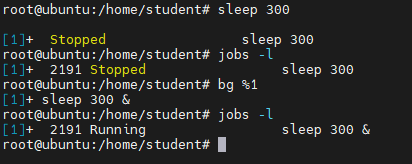 root@ubuntu:/home/student# sleep 300
[1]+  Stopped                 sleep 300
root@ubuntu:/home/student# jobs -l
[1]+  2191 Stopped                 sleep 300
root@ubuntu:/home/student# bg %1
[1]+ sleep 300 &
root@ubuntu:/home/student# jobs -l
[1]+  2191 Running                 sleep 300 &
root@ubuntu:/home/student#